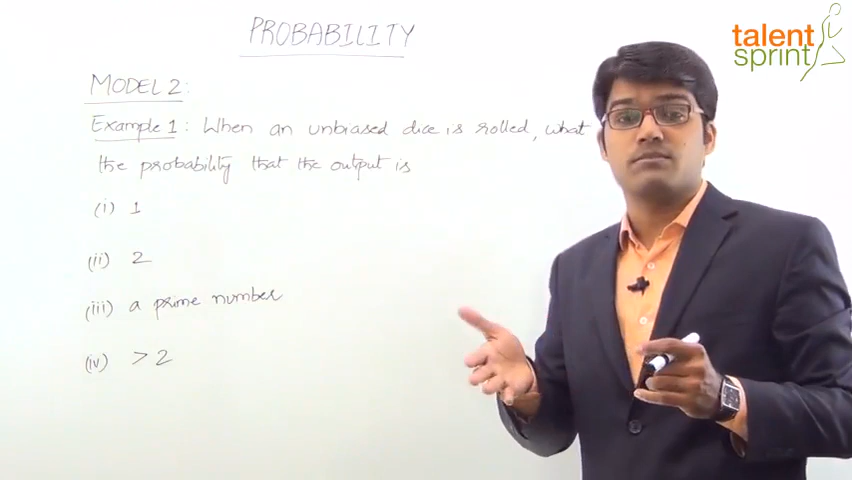 PROBABILITY
talent
sprint
MODEL 2:
Example 1: When an unbiased dice is rolled, what
the probability that the output is
(i) 1
(ii) 2
(iii) a prime number
(iv) > 2